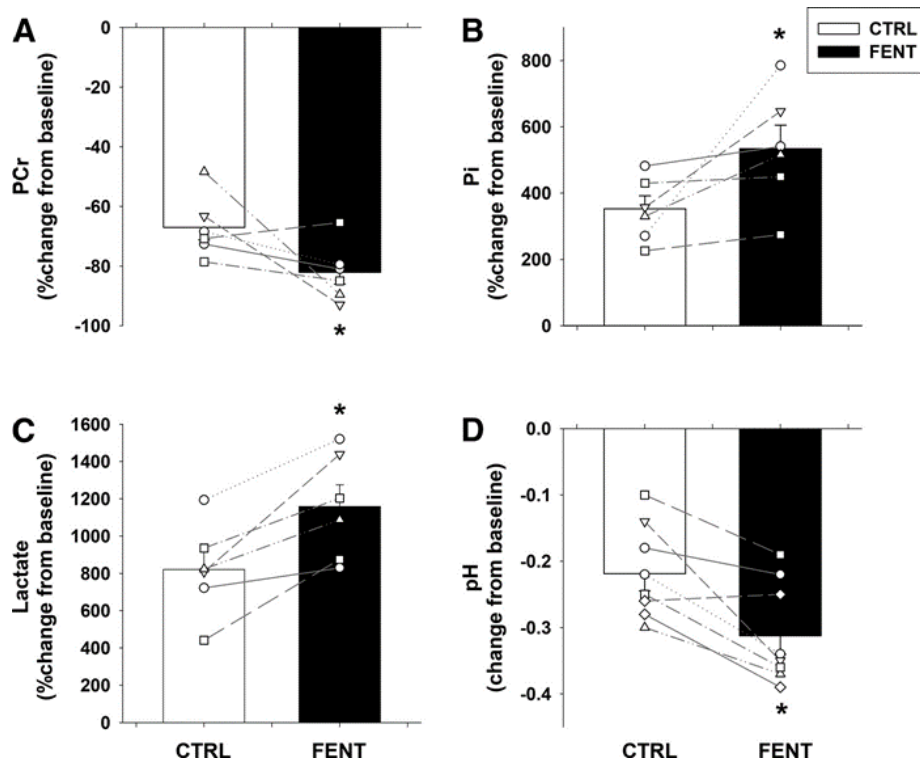 A
PCr
(%change from baseline)
0
-20
-40
-60
-80
-100
*
B
Pi
(%change from baseline)
800
600
400
200
0
*
CTRL
FENT
C
Lactate
(%change from baseline)
1600
1400
1200
1000
800
600
400
200
0
*
CTRL
FENT
D
pH
(change from baseline)
0.0
-0.1
-0.2
-0.3
-0.4
*
CTRL
FENT